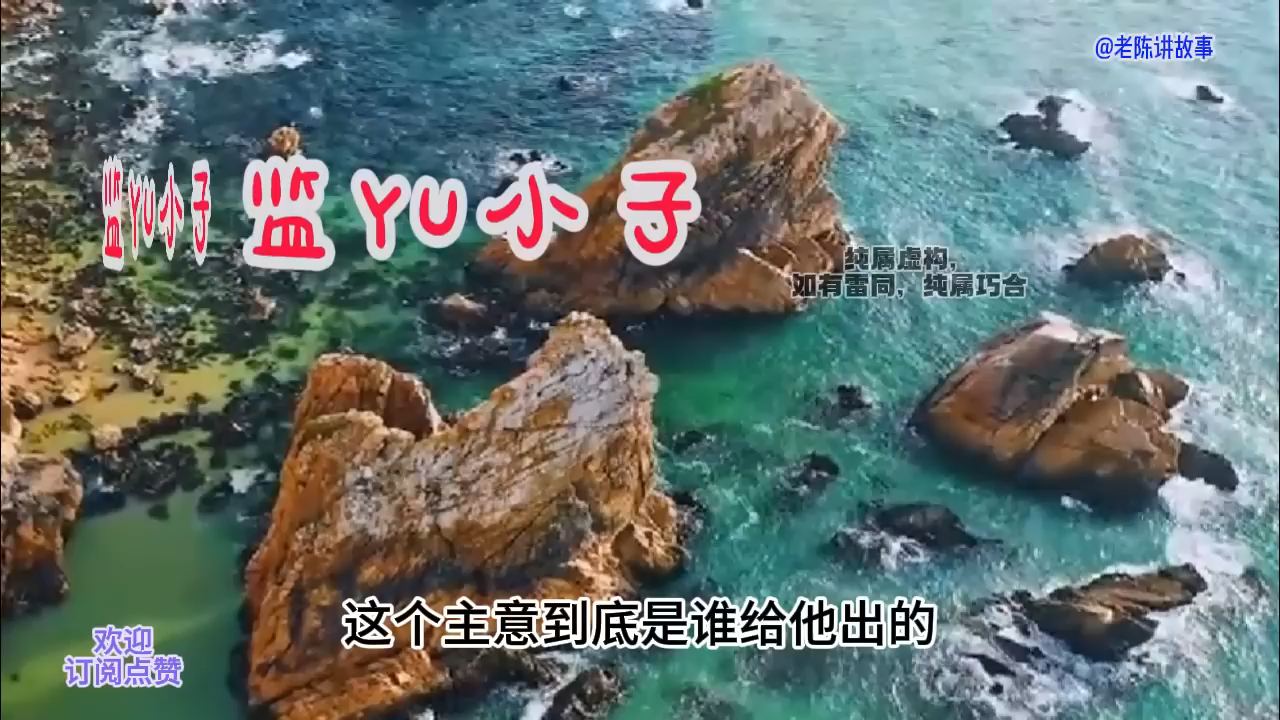 @老陈讲故事
监YU小子
监YU小子
纯属虚构，
如有雷同，纯属巧合
这个主意到底是谁给他出的
欢迎
订阅点赞